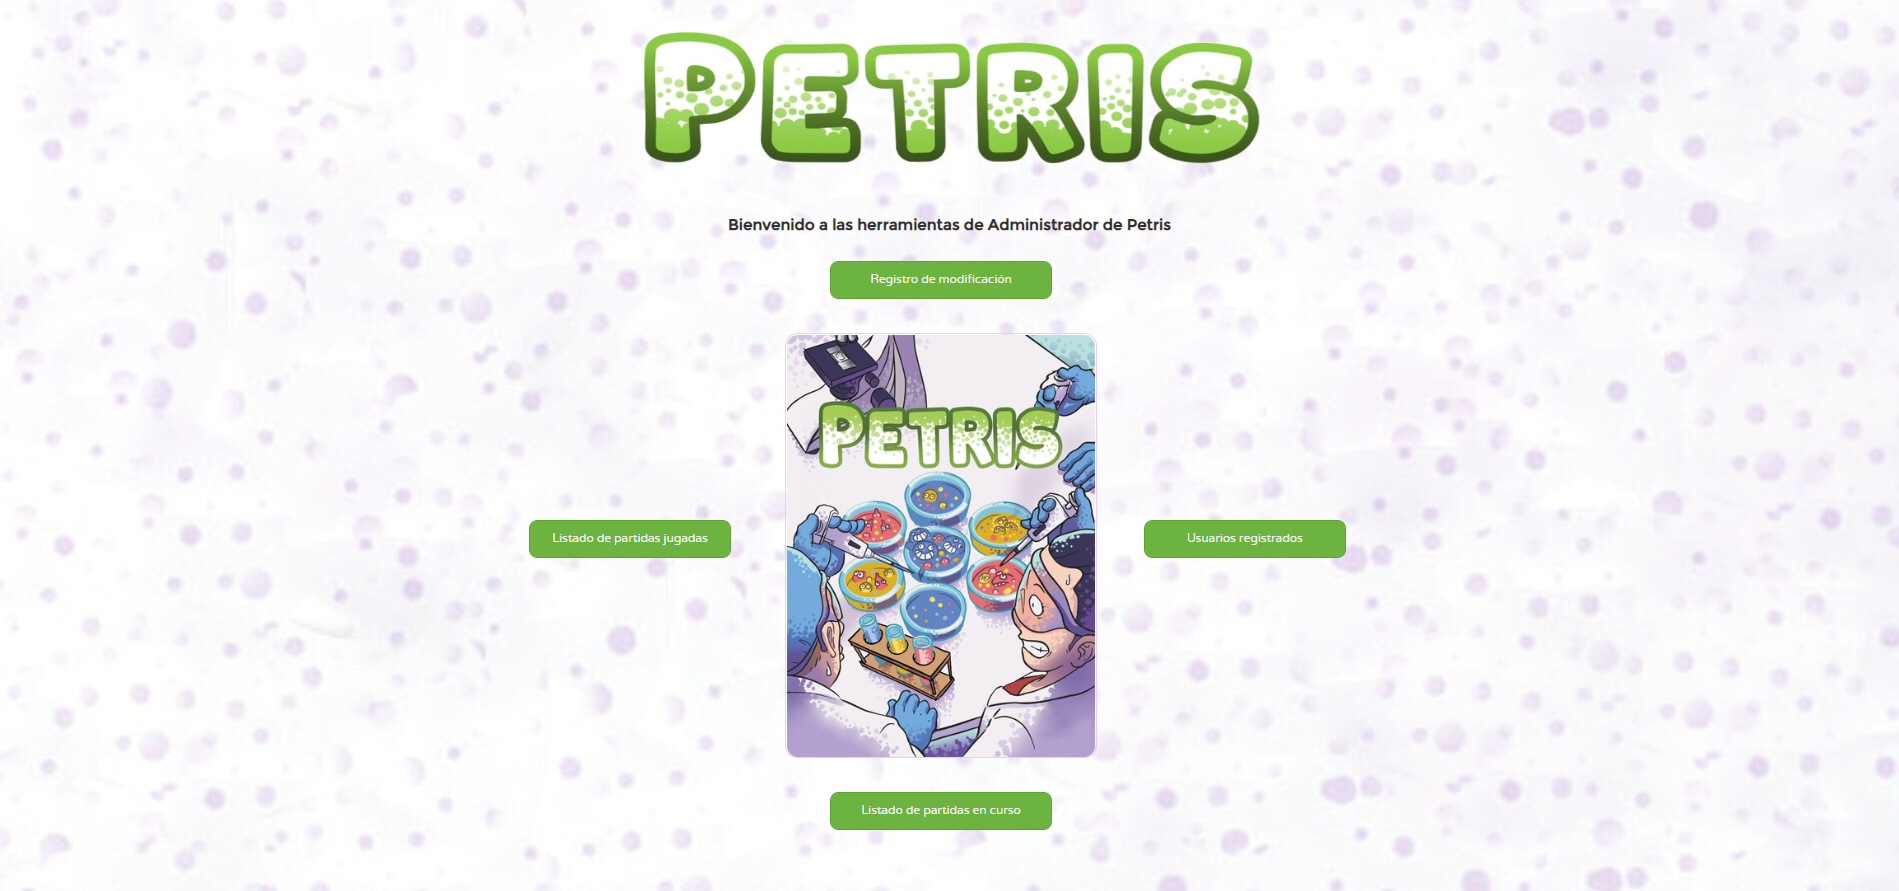 PETRIS
Bienvenido a las herramientas de Administrador de Petris
Registro de modificación
PETRIS
Listado de partidas jugadas
Usuarios registrados
Listado de partidas en curso